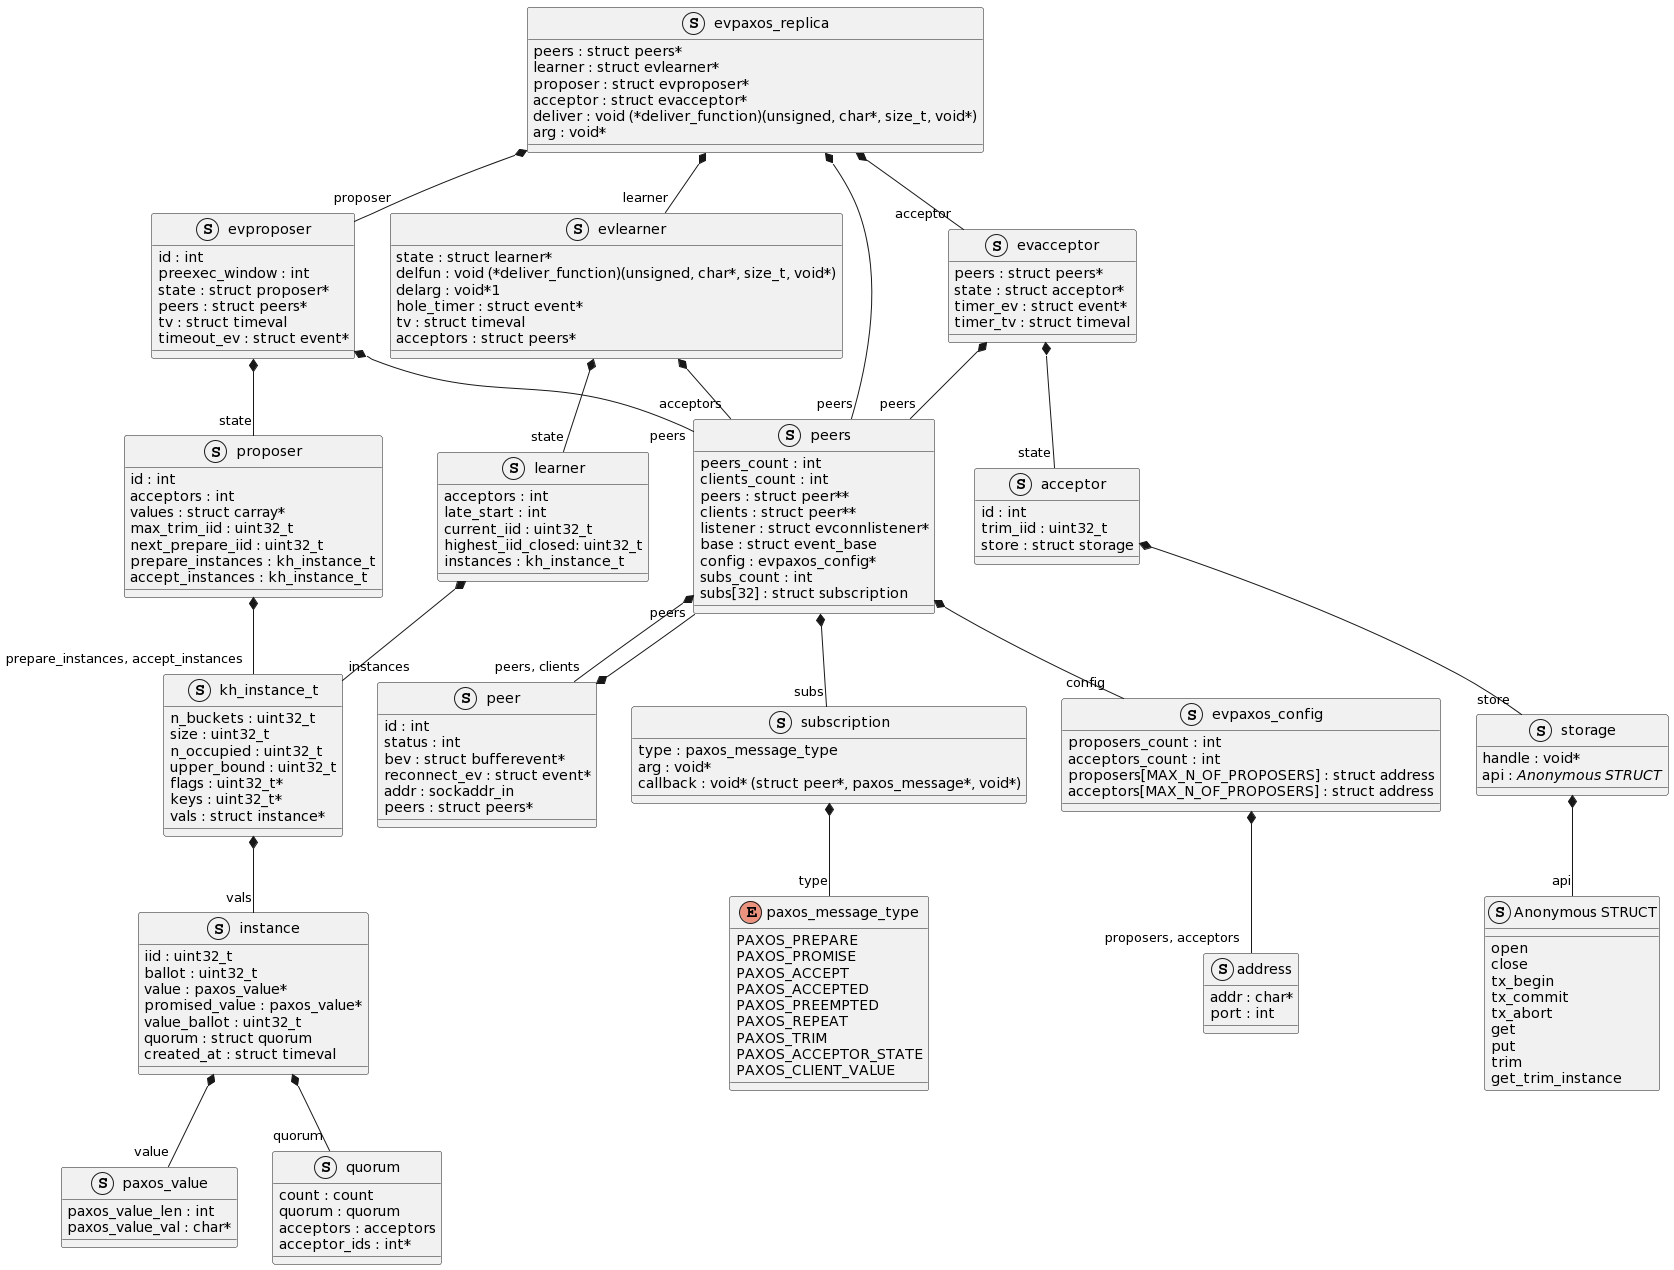 S evpaxos_replica
peers : struct peers*
learner : struct evlearner*
proposer : struct evproposer*
acceptor : struct evacceptor*
deliver : void (*deliver_function)(unsigned, char*, size_t, void*)
arg : void*
proposer
learner
acceptor
S evproposer
id : int
preexec_window : int
state : struct proposer*
peers : struct peers*
tv : struct timeval
timeout_ev : struct event*
S evlearner
state : struct learner*
delfun : void (*deliver_function)(unsigned, char*, size_t, void*)
delarg : void*1
hole_timer : struct event*
tv : struct timeval
acceptors : struct peers*
S evacceptor
peers : struct peers*
state : struct acceptor*
timer_ev : struct event*
timer_tv : struct timeval
state
state
acceptors
peers
peers
peers
state
S proposer
id : int
acceptors : int
values : struct carray*
max_trim_iid : uint32_t
next_prepare_iid : uint32_t
prepare_instances : kh_instance_t
accept_instances : kh_instance_t
S learner
acceptors : int
late_start : int
current_iid : uint32_t
highest_iid_closed: uint32_t
instances : kh_instance_t
S peers
peers_count : int
clients_count : int
peers : struct peer**
clients : struct peer**
listener : struct evconnlistener*
base : struct event_base
config : evpaxos_config*
subs_count : int
subs[32] : struct subscription
S acceptor
id : int
trim_iid : uint32_t
store : struct storage
prepare_instances, accept_instances
instances
peers
peers, clients
subs
config
store
S kh_instance_t
n_buckets : uint32_t
size : uint32_t
n_occupied : uint32_t
upper_bound : uint32_t
flags : uint32_t*
keys : uint32_t*
vals : struct instance*
S peer
id : int
status : int
bev : struct bufferevent*
reconnect_ev : struct event*
addr : sockaddr_in
peers : struct peers*
S subscription
type : paxos_message_type
arg : void*
callback : void* (struct peer*, paxos_message*, void*)
S evpaxos_config
proposers_count : int
acceptors_count : int
proposers[MAX_N_OF_PROPOSERS] : struct address
acceptors[MAX_N_OF_PROPOSERS] : struct address
S storage
handle : void*
api : Anonymous STRUCT
vals
type
proposers, acceptors
api
S instance
iid : uint32_t
ballot : uint32_t
value : paxos_value*
promised_value : paxos_value*
value_ballot : uint32_t
quorum : struct quorum
created_at : struct timeval
E paxos_message_type
PAXOS_PREPARE
PAXOS_PROMISE
PAXOS_ACCEPT
PAXOS_ACCEPTED
PAXOS_PREEMPTED
PAXOS_REPEAT
PAXOS_TRIM
PAXOS_ACCEPTOR_STATE
PAXOS_CLIENT_VALUE
S address
addr : char*
port : int
S Anonymous STRUCT
open
close
tx_begin
tx_commit
tx_abort
get
put
trim
get_trim_instance
value
quorum
S paxos_value
paxos_value_len : int
paxos_value_val : char*
S quorum
count : count
quorum : quorum
acceptors : acceptors
acceptor_ids : int*